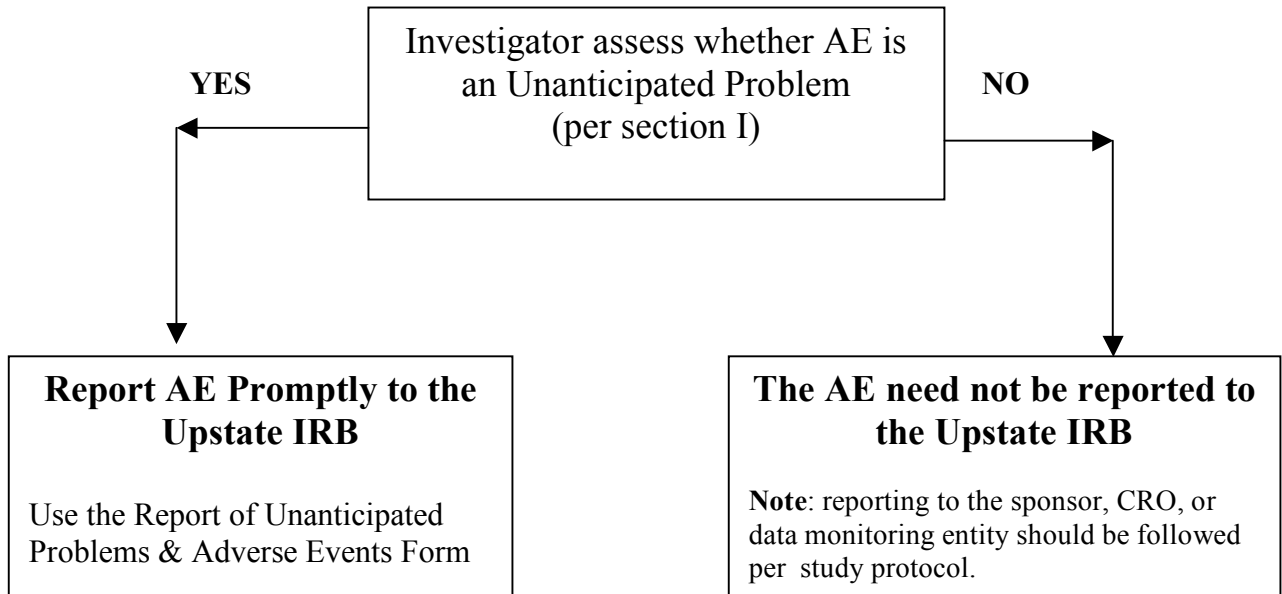 Investigator assess whether AE is
an Unanticipated Problem
(per section I)
YES
NO
Report AE Promptly to the
Upstate IRB
Use the Report of Unanticipated
Problems & Adverse Events Form
The AE need not be reported to
the Upstate IRB
Note: reporting to the sponsor, CRO, or
data monitoring entity should be followed
per study protocol.